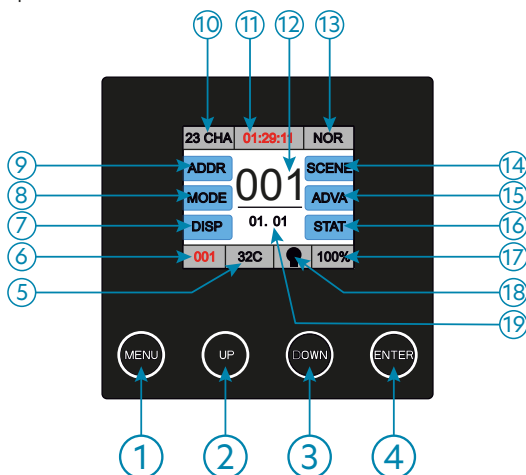 10 11 12 13
23 CHA 01:29:11 NOR
9 ADDR 001 SCENE 14
8 MODE ADVA 15
7 DISP 01. 01 STAT 16
6 001 32C 100% 17
5 18
19
MENU UP DOWN ENTER
1 2 3 4